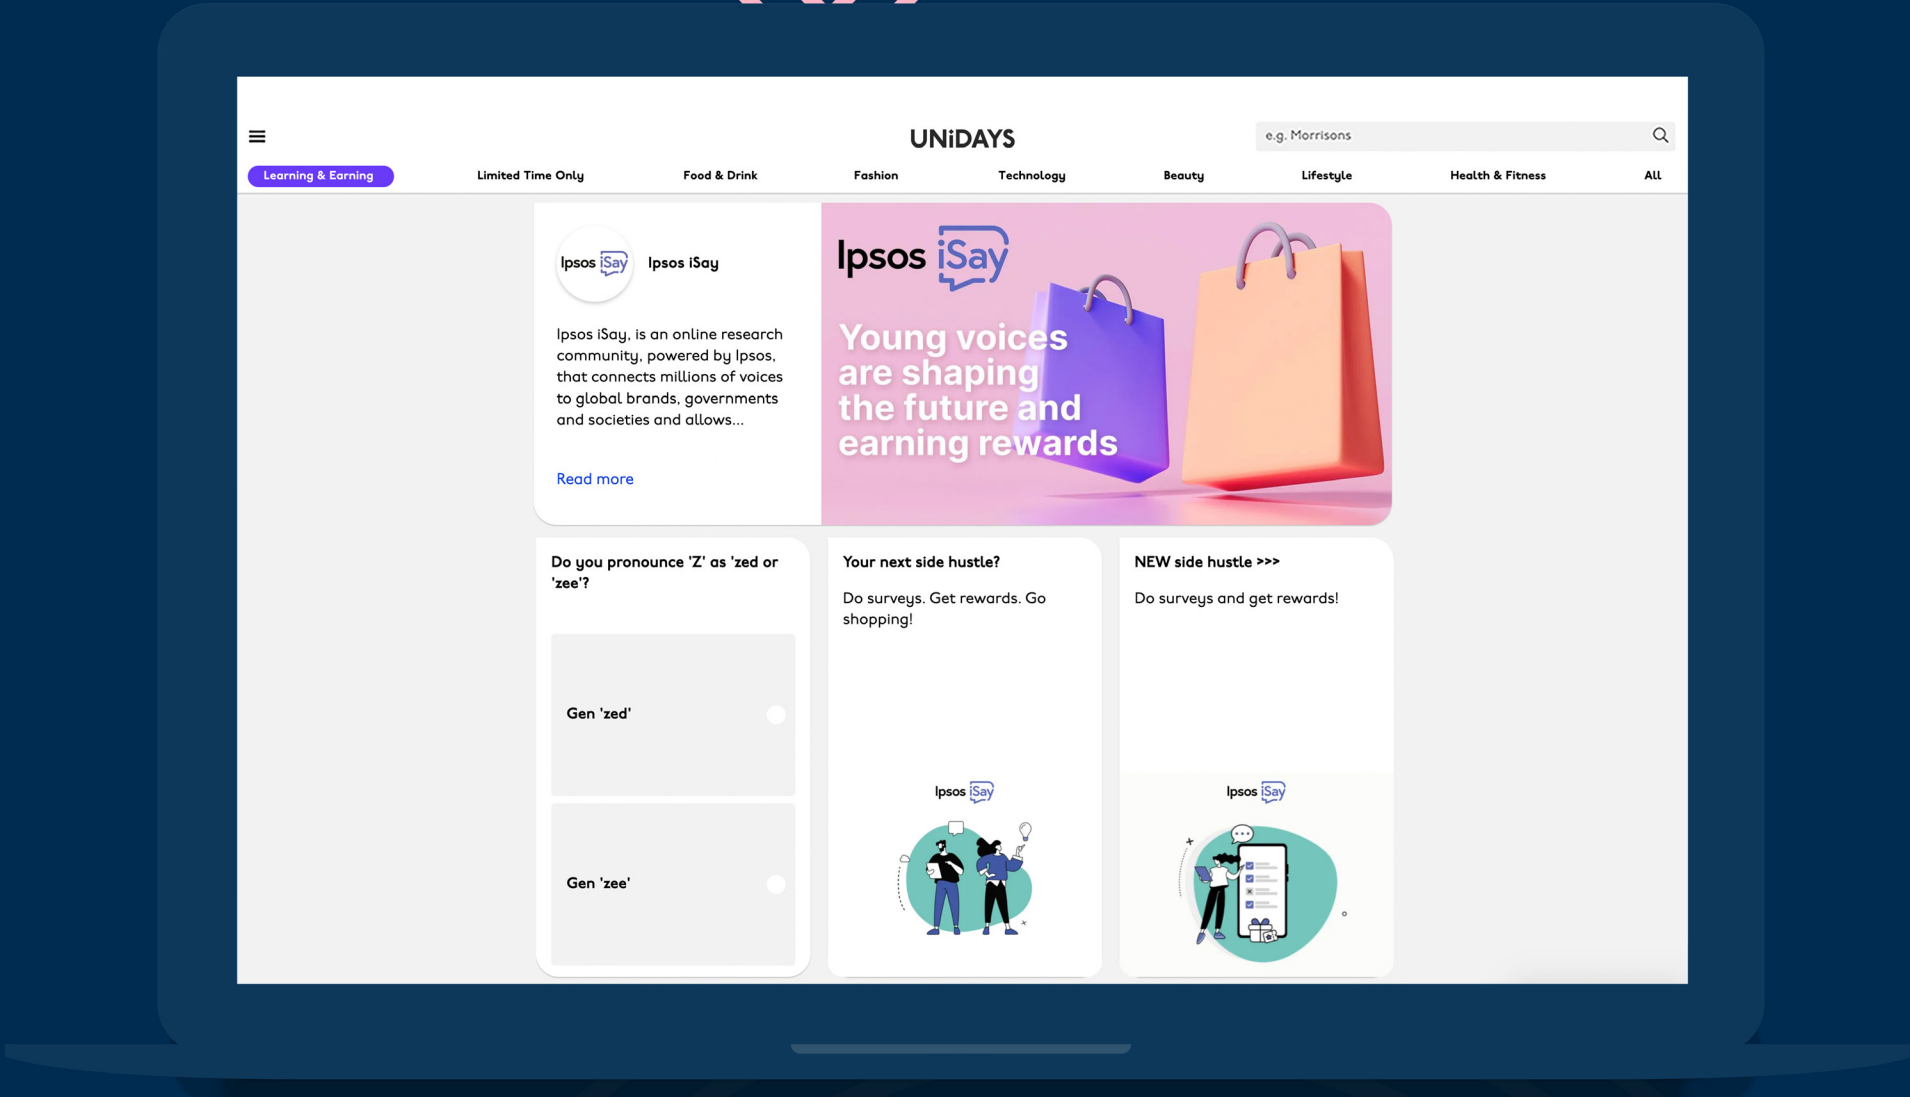 UNiDAYS
e.g. Morrisons
Learning & Earning
Limited Time Only
Food & Drink
Fashion
Technology
Beauty
Lifestyle
Health & Fitness
All
Ipsos iSay
Ipsos iSay
Ipsos iSay, is an online research
community, powered by Ipsos,
that connects millions of voices
to global brands, governments
and societies and allows...
Read more
Ipsos iSay
Young voices
are shaping
the future and
earning rewards
Do you pronounce 'Z' as 'zed or
'zee'?
Gen 'zed'
Gen 'zee'
Your next side hustle?
Do surveys. Get rewards. Go
shopping!
Ipsos iSay
NEW side hustle >>>
Do surveys and get rewards!
Ipsos iSay